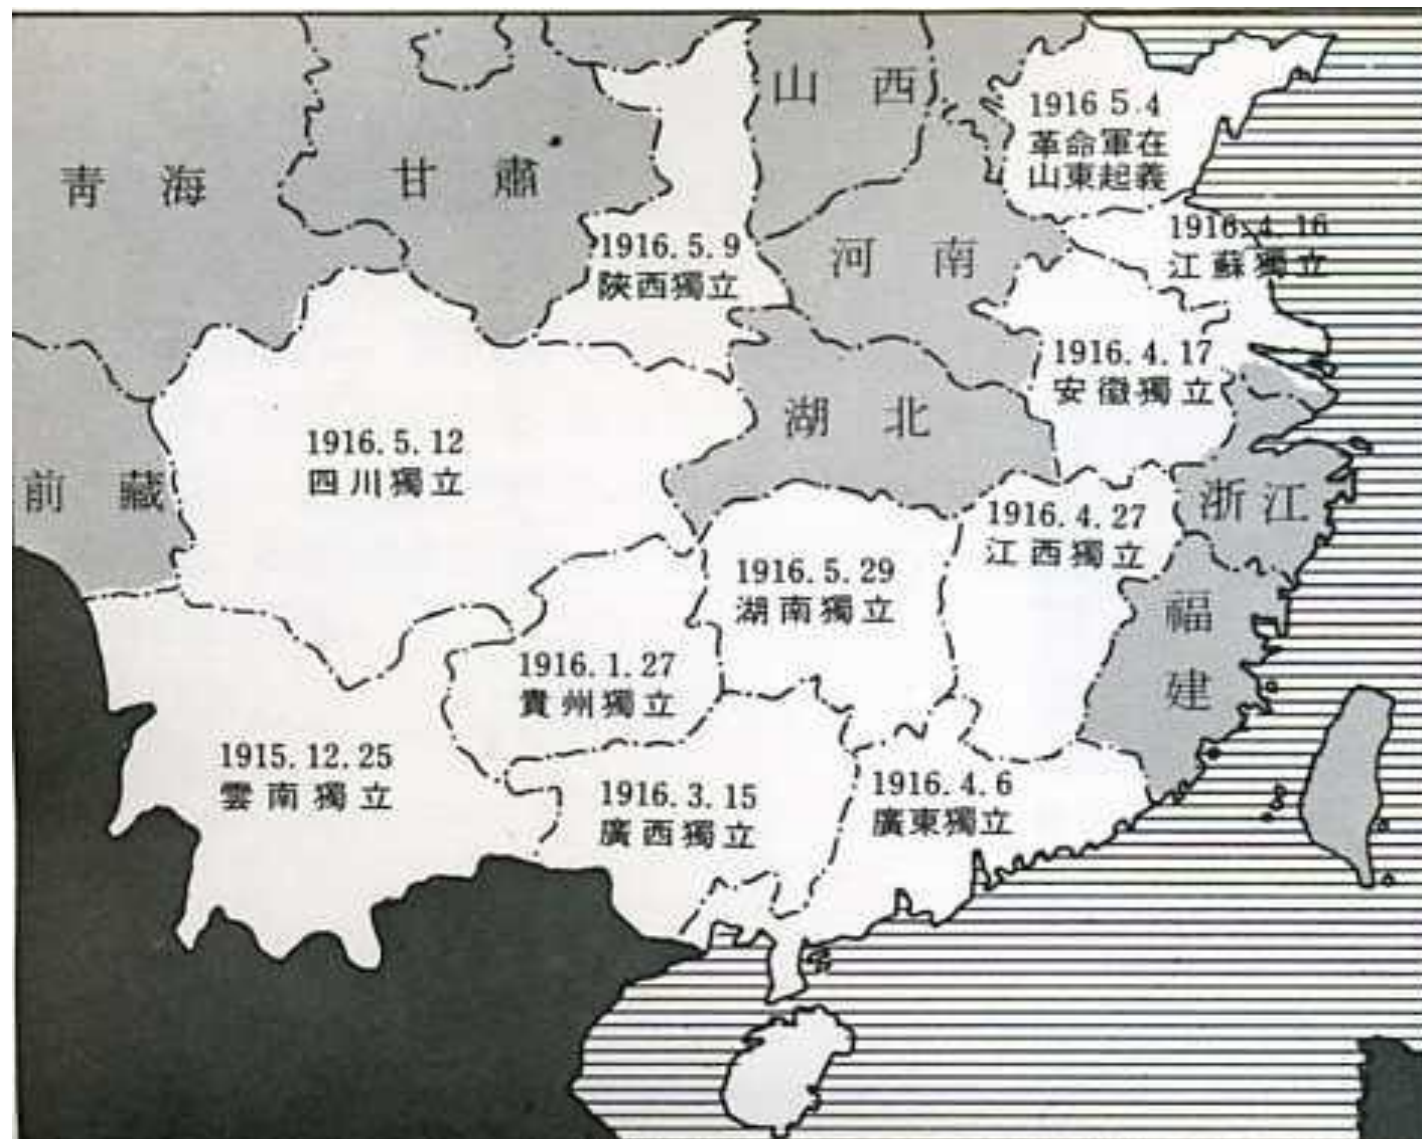 山西
1916 5.4
革命軍在
山東起義
青海
甘肅
1916.5.9
陝西獨立
河南
1916.4.16
江蘇獨立
1916.4.17
安徽獨立
湖北
1916.5.12
四川獨立
前藏
浙江
1916.4.27
江西獨立
1916.5.29
湖南獨立
福建
1916.1.27
貴州獨立
1915.12.25
雲南獨立
1916.3.15
廣西獨立
1916.4.6
廣東獨立